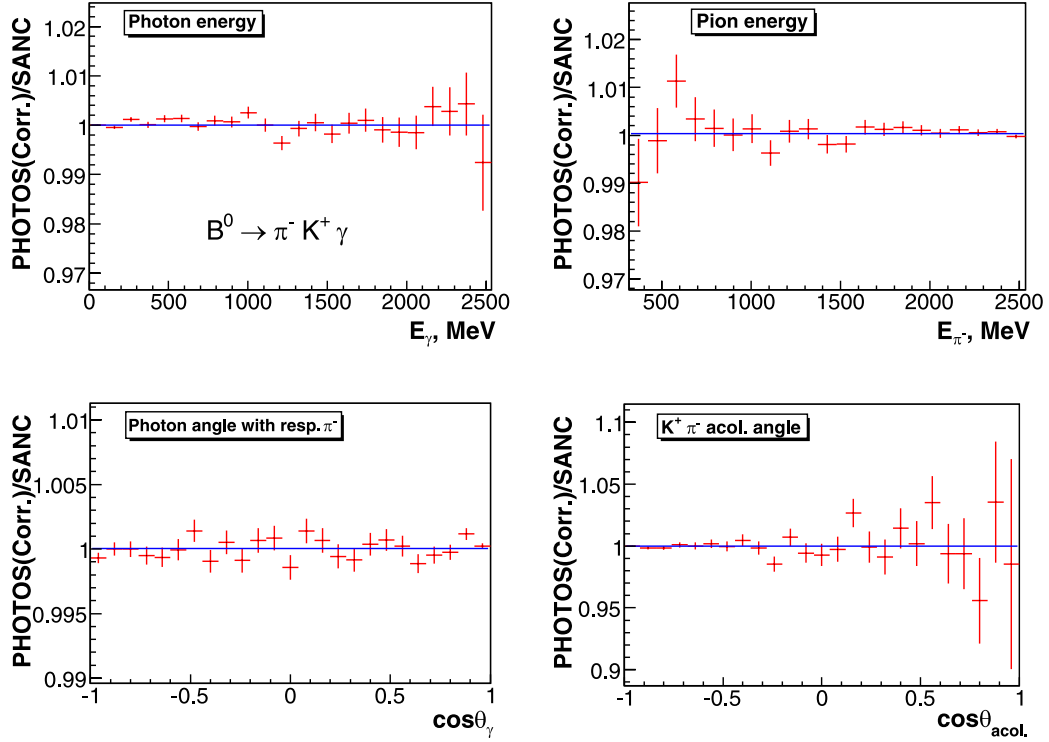 Photon energy
PHOTOS(Corr.)/SANC
1.02
1.01
1
0.99
0.98
0.97
B⁰ → π⁻ K⁺ γ
0 500 1000 1500 2000 2500
E_γ, MeV
Pion energy
PHOTOS(Corr.)/SANC
1.02
1.01
1
0.99
0.98
0.97
500 1000 1500 2000 2500
E_π⁻, MeV
Photon angle with resp. π⁻
PHOTOS(Corr.)/SANC
1.01
1.005
1
0.995
0.99
-1 -0.5 0 0.5 1
cosθ_γ
K⁺ π⁻ acol. angle
PHOTOS(Corr.)/SANC
1.1
1.05
1
0.95
0.9
-1 -0.5 0 0.5 1
cosθ_acol.